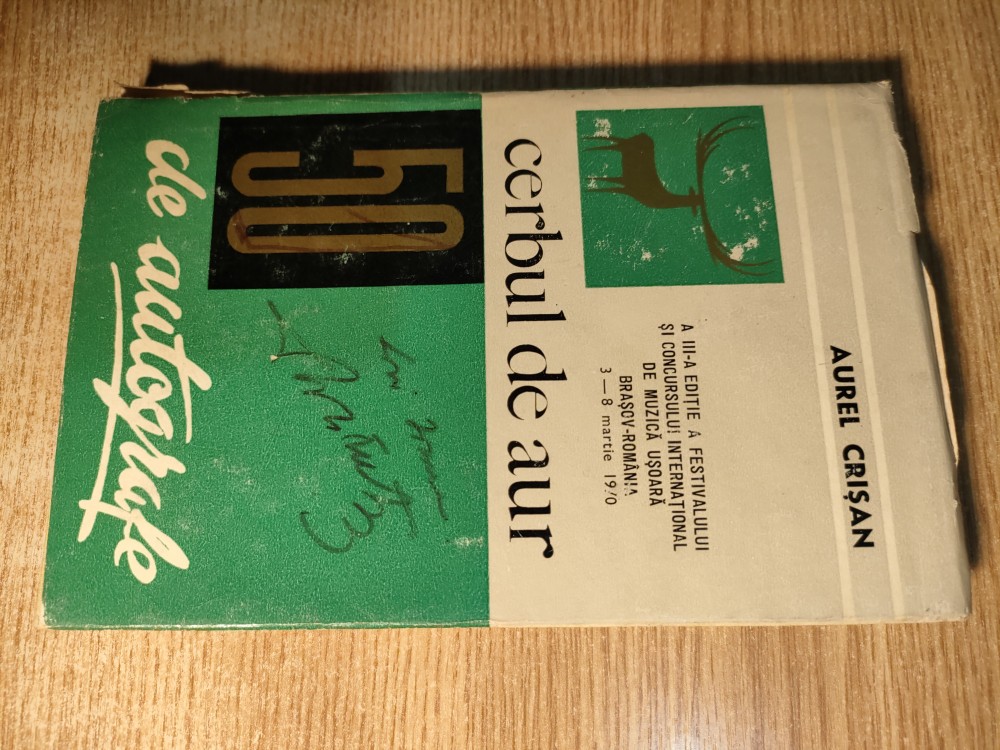 AUREL CRIȘAN
A III-A EDIȚIE A FESTIVALULUI
ȘI CONCURSULUI INTERNAȚIONAL
DE MUZICĂ UȘOARĂ
BRAȘOV-ROMÂNIA
3—8 martie 1970
cerbul de aur
50
de autografe